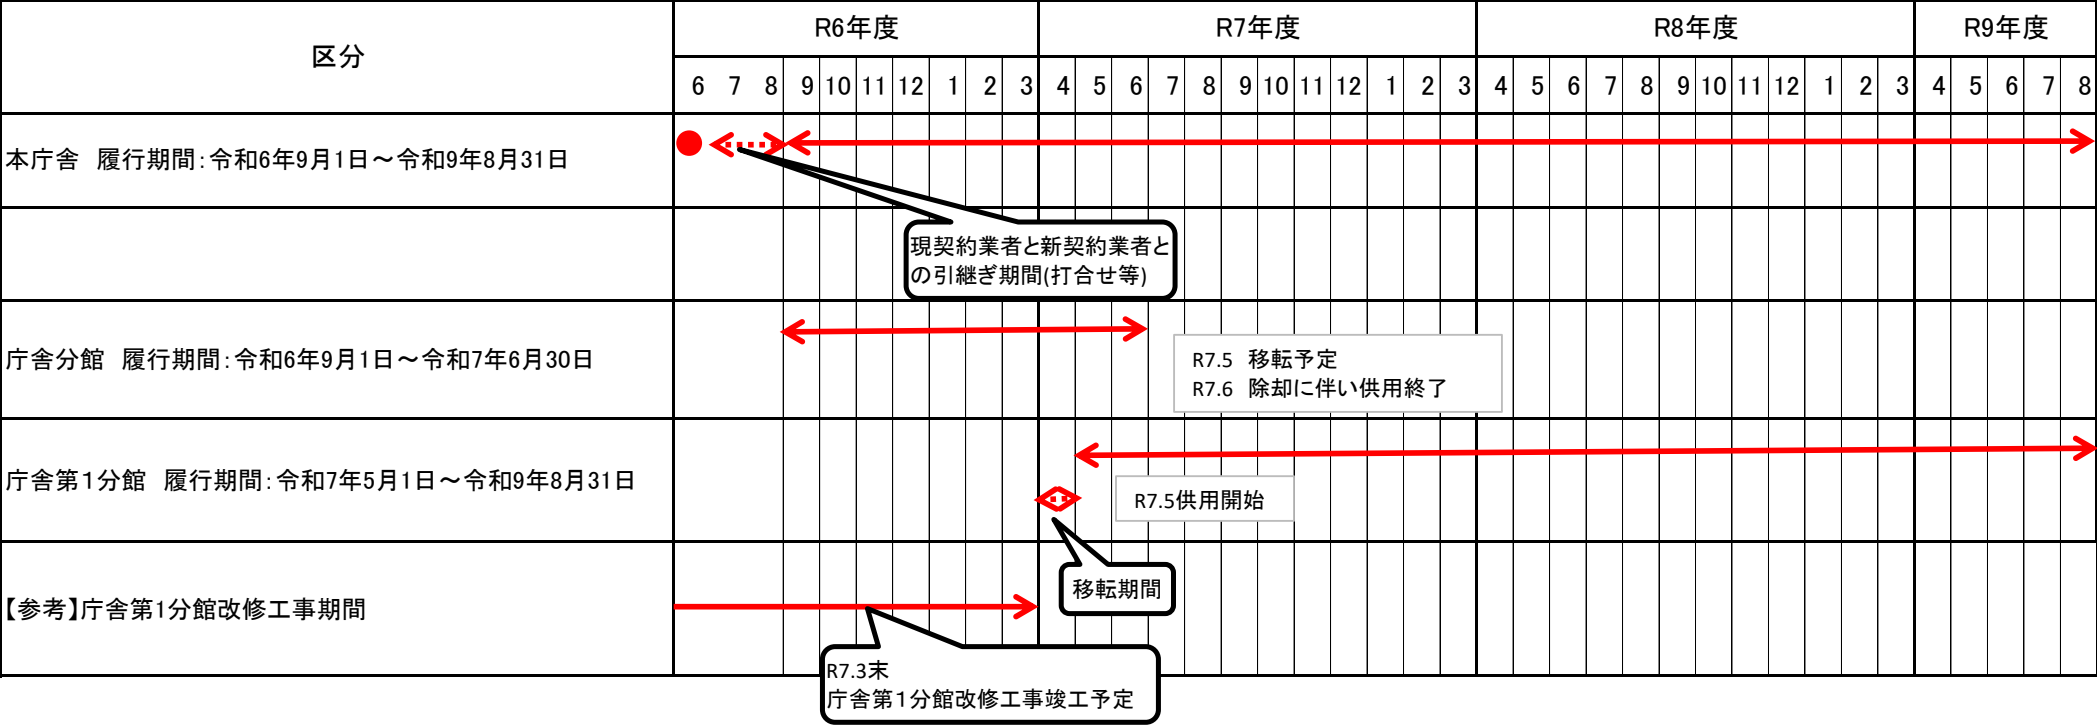 区分
R6年度 R7年度 R8年度 R9年度
6 7 8 9 10 11 12 1 2 3 4 5 6 7 8 9 10 11 12 1 2 3 4 5 6 7 8 9 10 11 12 1 2 3 4 5 6 7 8
本庁舎　履行期間：令和6年9月1日～令和9年8月31日
現契約業者と新契約業者と
の引継ぎ期間(打合せ等)
庁舎分館　履行期間：令和6年9月1日～令和7年6月30日
R7.5　移転予定
R7.6　除却に伴い供用終了
庁舎第１分館　履行期間：令和7年5月1日～令和9年8月31日
R7.5供用開始
移転期間
【参考】庁舎第1分館改修工事期間
R7.3末
庁舎第１分館改修工事竣工予定